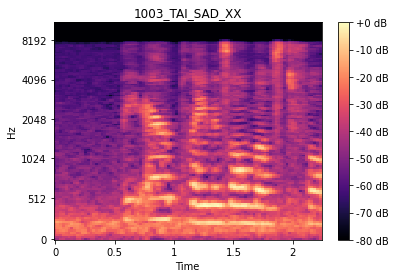 1003_TAI_SAD_XX
Hz
8192
4096
2048
1024
512
0
0
0.5
1
1.5
2
Time
+0 dB
-10 dB
-20 dB
-30 dB
-40 dB
-50 dB
-60 dB
-70 dB
-80 dB